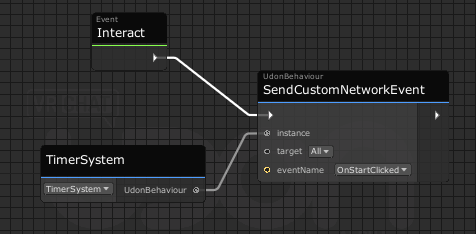 Event
Interact
UdonBehaviour
SendCustomNetworkEvent
instance
target All
eventName OnStartClicked
TimerSystem
TimerSystem UdonBehaviour